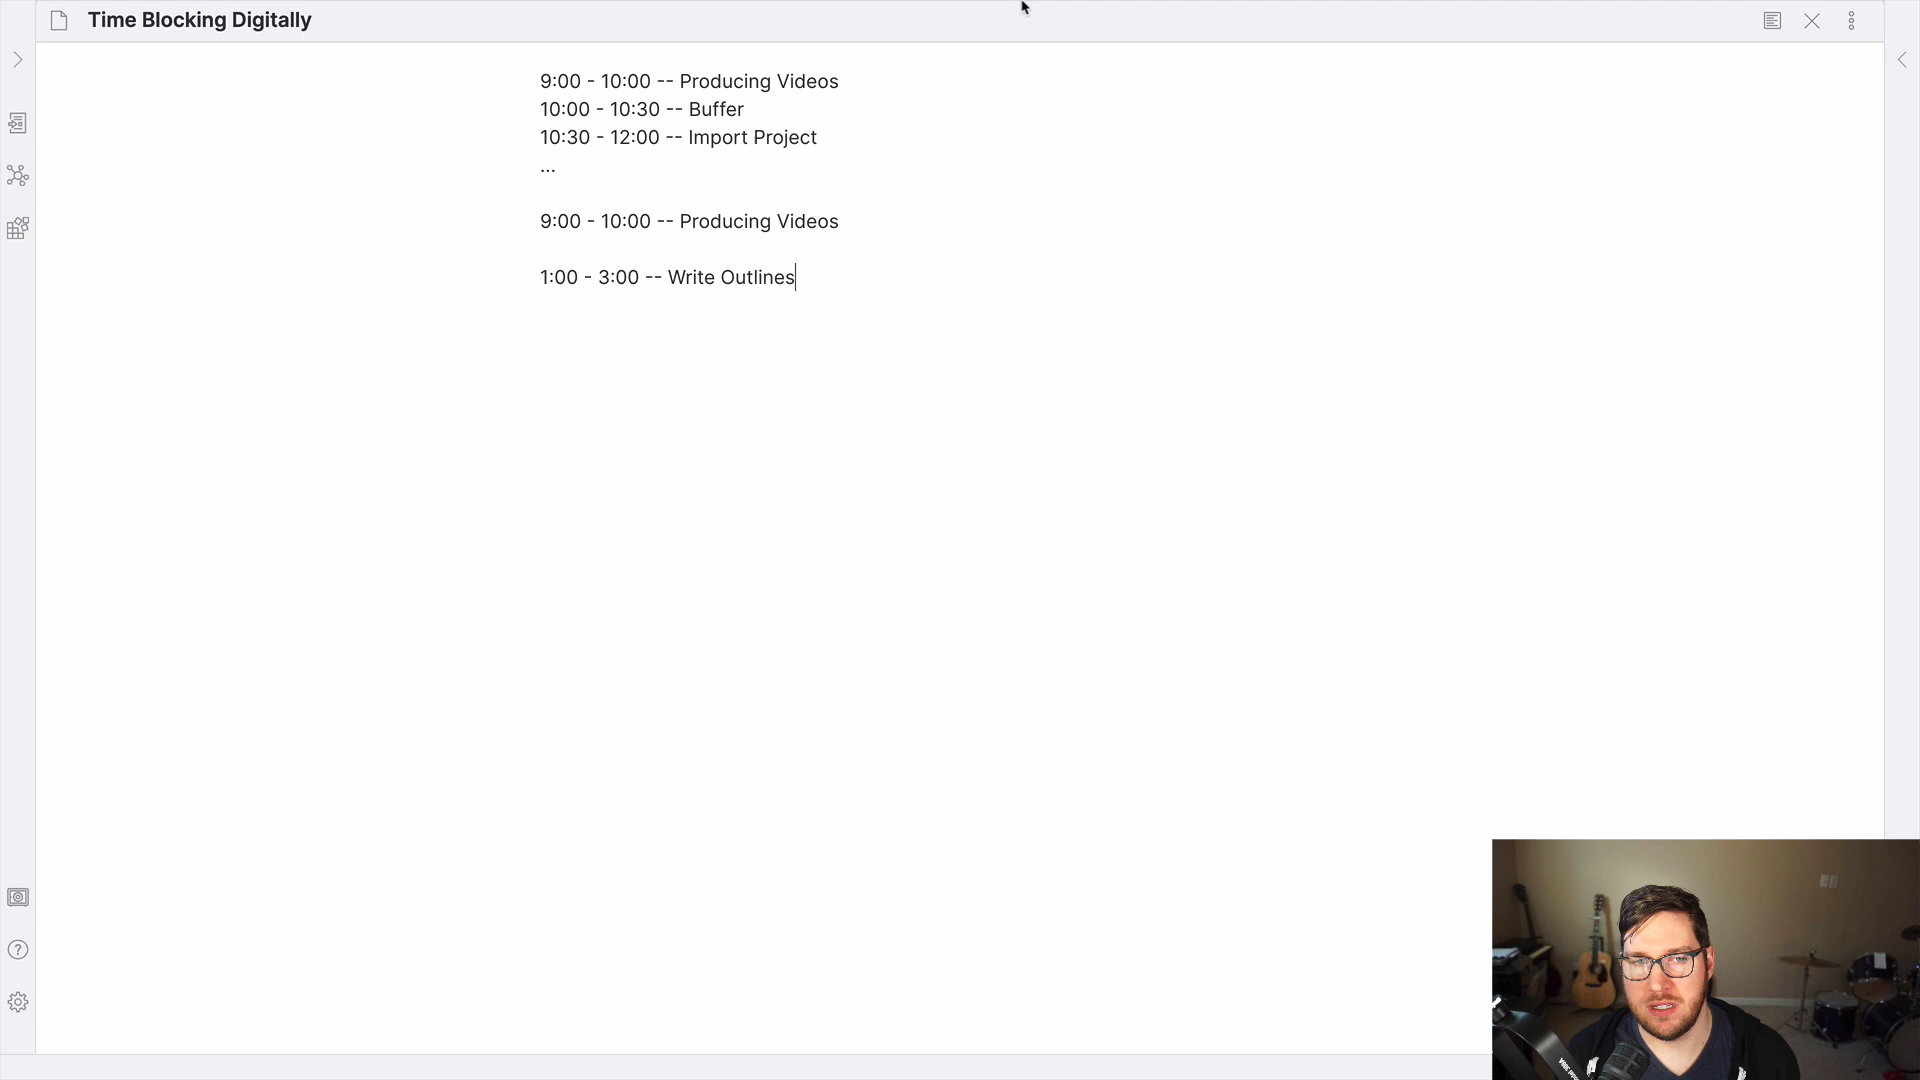 Time Blocking Digitally
9:00 - 10:00 -- Producing Videos
10:00 - 10:30 -- Buffer
10:30 - 12:00 -- Import Project
...
9:00 - 10:00 -- Producing Videos
1:00 - 3:00 -- Write Outlines